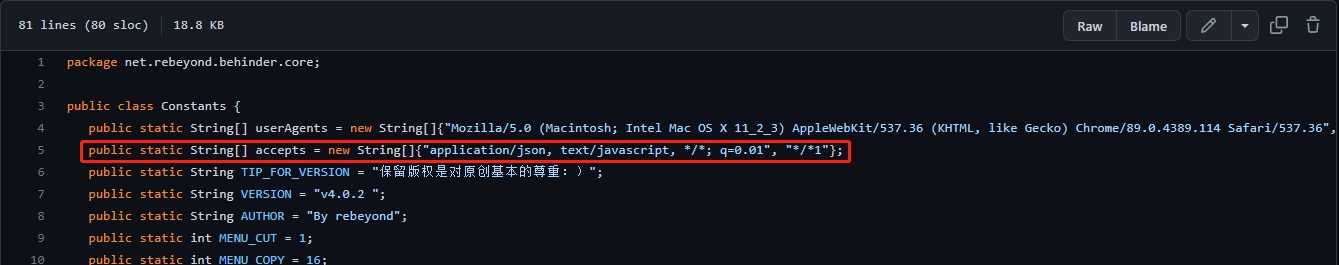 81 lines (80 sloc) 18.8 KB Raw Blame
1 package net.rebeyond.behinder.core;
2
3 public class Constants {
4 public static String[] userAgents = new String[]{"Mozilla/5.0 (Macintosh; Intel Mac OS X 11_2_3) AppleWebKit/537.36 (KHTML, like Gecko) Chrome/89.0.4389.114 Safari/537.36",
5 public static String[] accepts = new String[]{"application/json, text/javascript, */*; q=0.01", "*/*1"};
6 public static String TIP_FOR_VERSION = "保留版权是对原创基本的尊重：）";
7 public static String VERSION = "v4.0.2 ";
8 public static String AUTHOR = "By rebeyond";
9 public static int MENU_CUT = 1;
10 public static int MENU_COPY = 16;